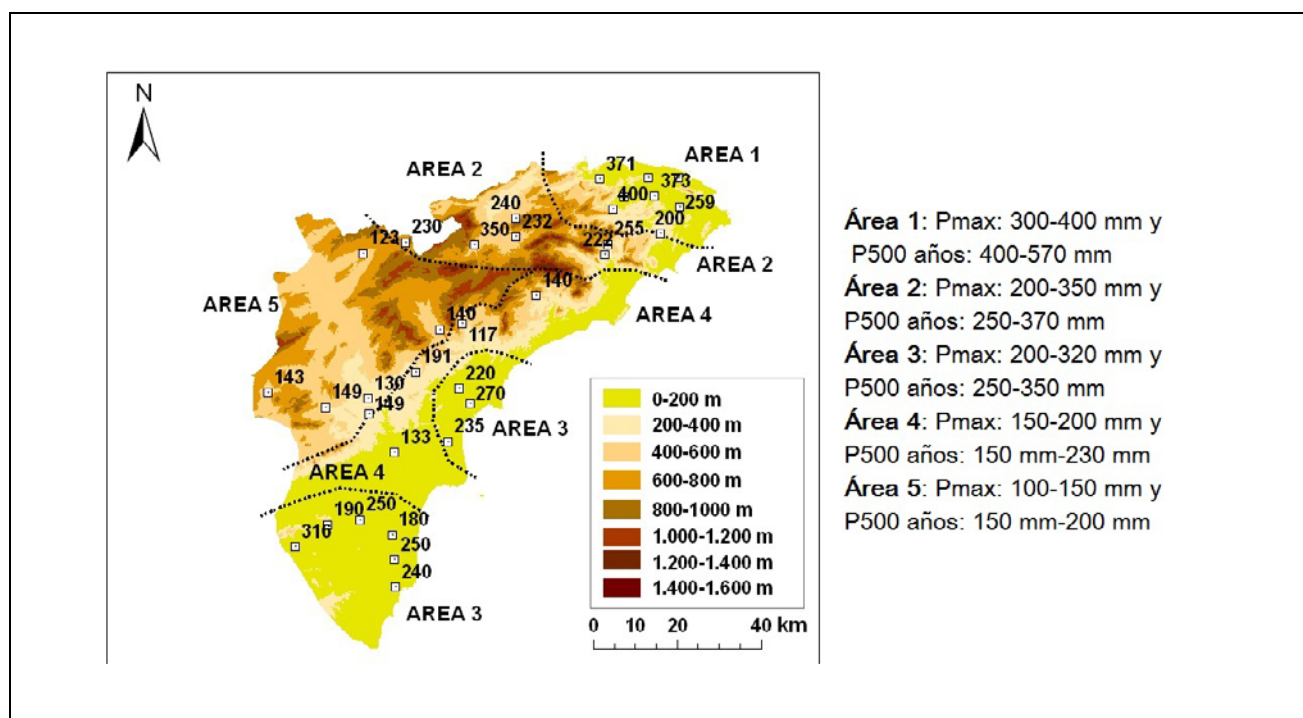 N
AREA 1
AREA 2
371
373
400
259
240
232
200
230
350
255
222
123
AREA 2
140
AREA 5
AREA 4
140
117
191
143
149
130
149
220
270
235
AREA 3
133
AREA 4
250
190
180
316
250
240
AREA 3
0-200 m
200-400 m
400-600 m
600-800 m
800-1000 m
1.000-1.200 m
1.200-1.400 m
1.400-1.600 m
0 10 20 40 km
Área 1: Pmax: 300-400 mm y
P500 años: 400-570 mm
Área 2: Pmax: 200-350 mm y
P500 años: 250-370 mm
Área 3: Pmax: 200-320 mm y
P500 años: 250-350 mm
Área 4: Pmax: 150-200 mm y
P500 años: 150 mm-230 mm
Área 5: Pmax: 100-150 mm y
P500 años: 150 mm-200 mm